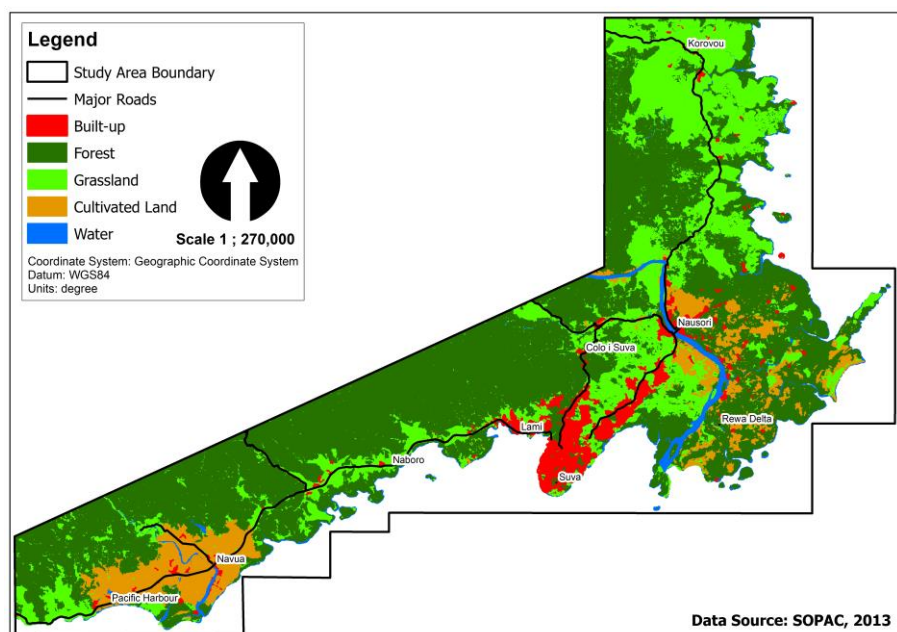 Legend
Study Area Boundary
Major Roads
Built-up
Forest
Grassland
Cultivated Land
Water
Scale 1 ; 270,000
Coordinate System: Geographic Coordinate System
Datum: WGS84
Units: degree
Korovou
Nausori
Colo i Suva
Rewa Delta
Lami
Naboro
Suva
Navua
Pacific Harbour
Data Source: SOPAC, 2013